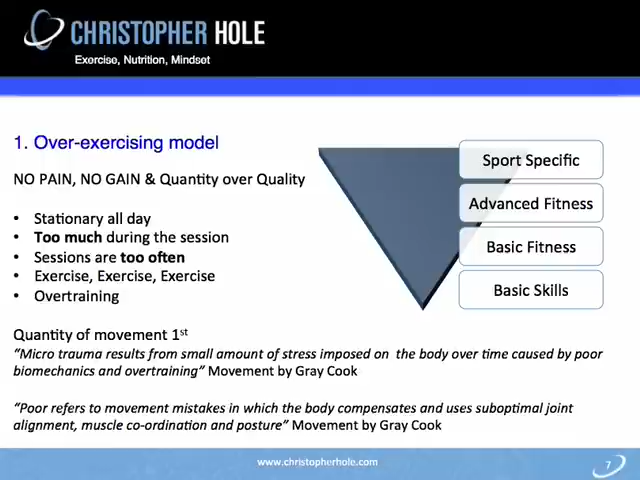 CHRISTOPHER HOLE
Exercise, Nutrition, Mindset
1. Over-exercising model
NO PAIN, NO GAIN & Quantity over Quality
• Stationary all day
• Too much during the session
• Sessions are too often
• Exercise, Exercise, Exercise
• Overtraining
Sport Specific
Advanced Fitness
Basic Fitness
Basic Skills
Quantity of movement 1st
“Micro trauma results from small amount of stress imposed on the body over time caused by poor
biomechanics and overtraining” Movement by Gray Cook
“Poor refers to movement mistakes in which the body compensates and uses suboptimal joint
alignment, muscle co-ordination and posture” Movement by Gray Cook
www.christopherhole.com
7